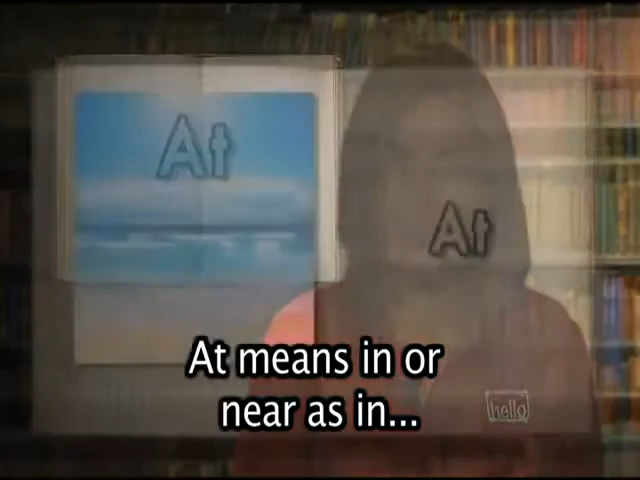 At
At
At means in or
near as in...
hello